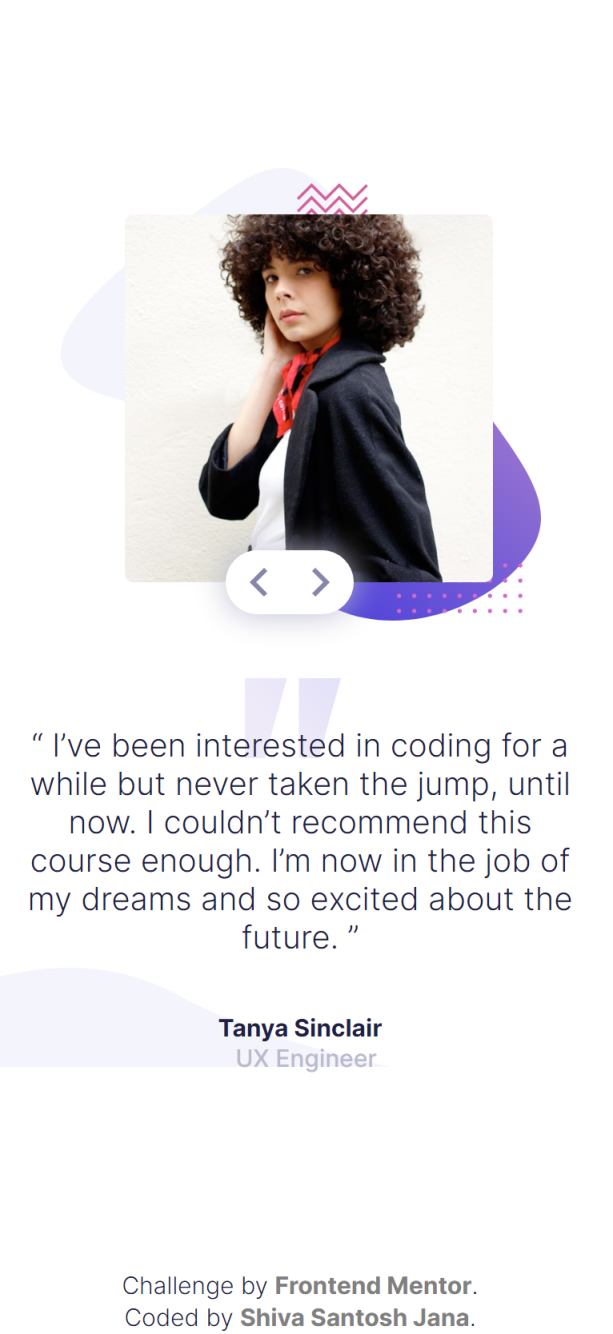 “ I’ve been interested in coding for a
while but never taken the jump, until
now. I couldn’t recommend this
course enough. I’m now in the job of
my dreams and so excited about the
future. ”
Tanya Sinclair
UX Engineer
Challenge by Frontend Mentor.
Coded by Shiva Santosh Jana.